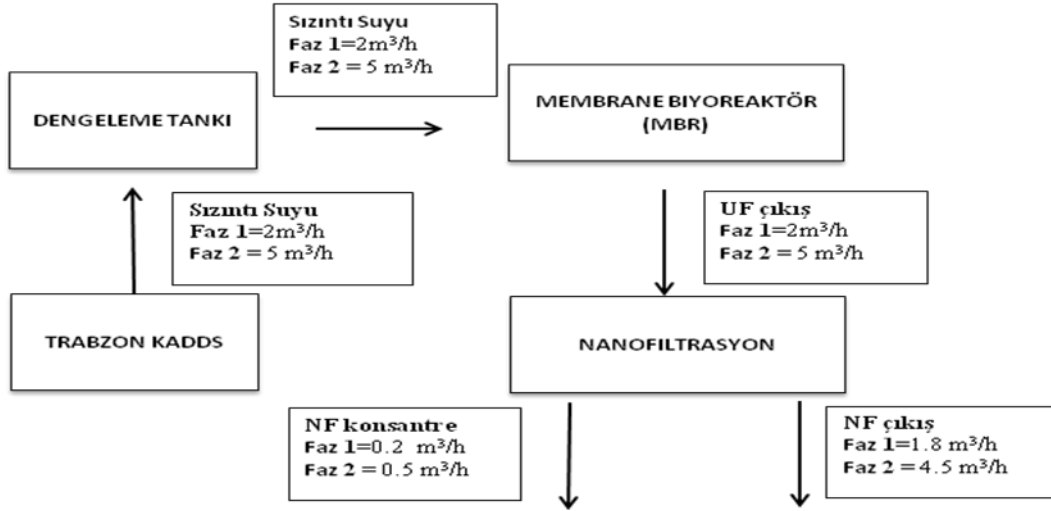 Sızıntı Suyu
Faz 1=2m³/h
Faz 2 = 5 m³/h
DENGELEME TANKI
MEMBRANE BIYOREAKTÖR
(MBR)
Sızıntı Suyu
Faz 1=2m³/h
Faz 2 = 5 m³/h
UF çıkış
Faz 1=2m³/h
Faz 2 = 5 m³/h
TRABZON KADDS
NANOFILTRASYON
NF konsantre
Faz 1=0.2 m³/h
Faz 2 = 0.5 m³/h
NF çıkış
Faz 1=1.8 m³/h
Faz 2 = 4.5 m³/h